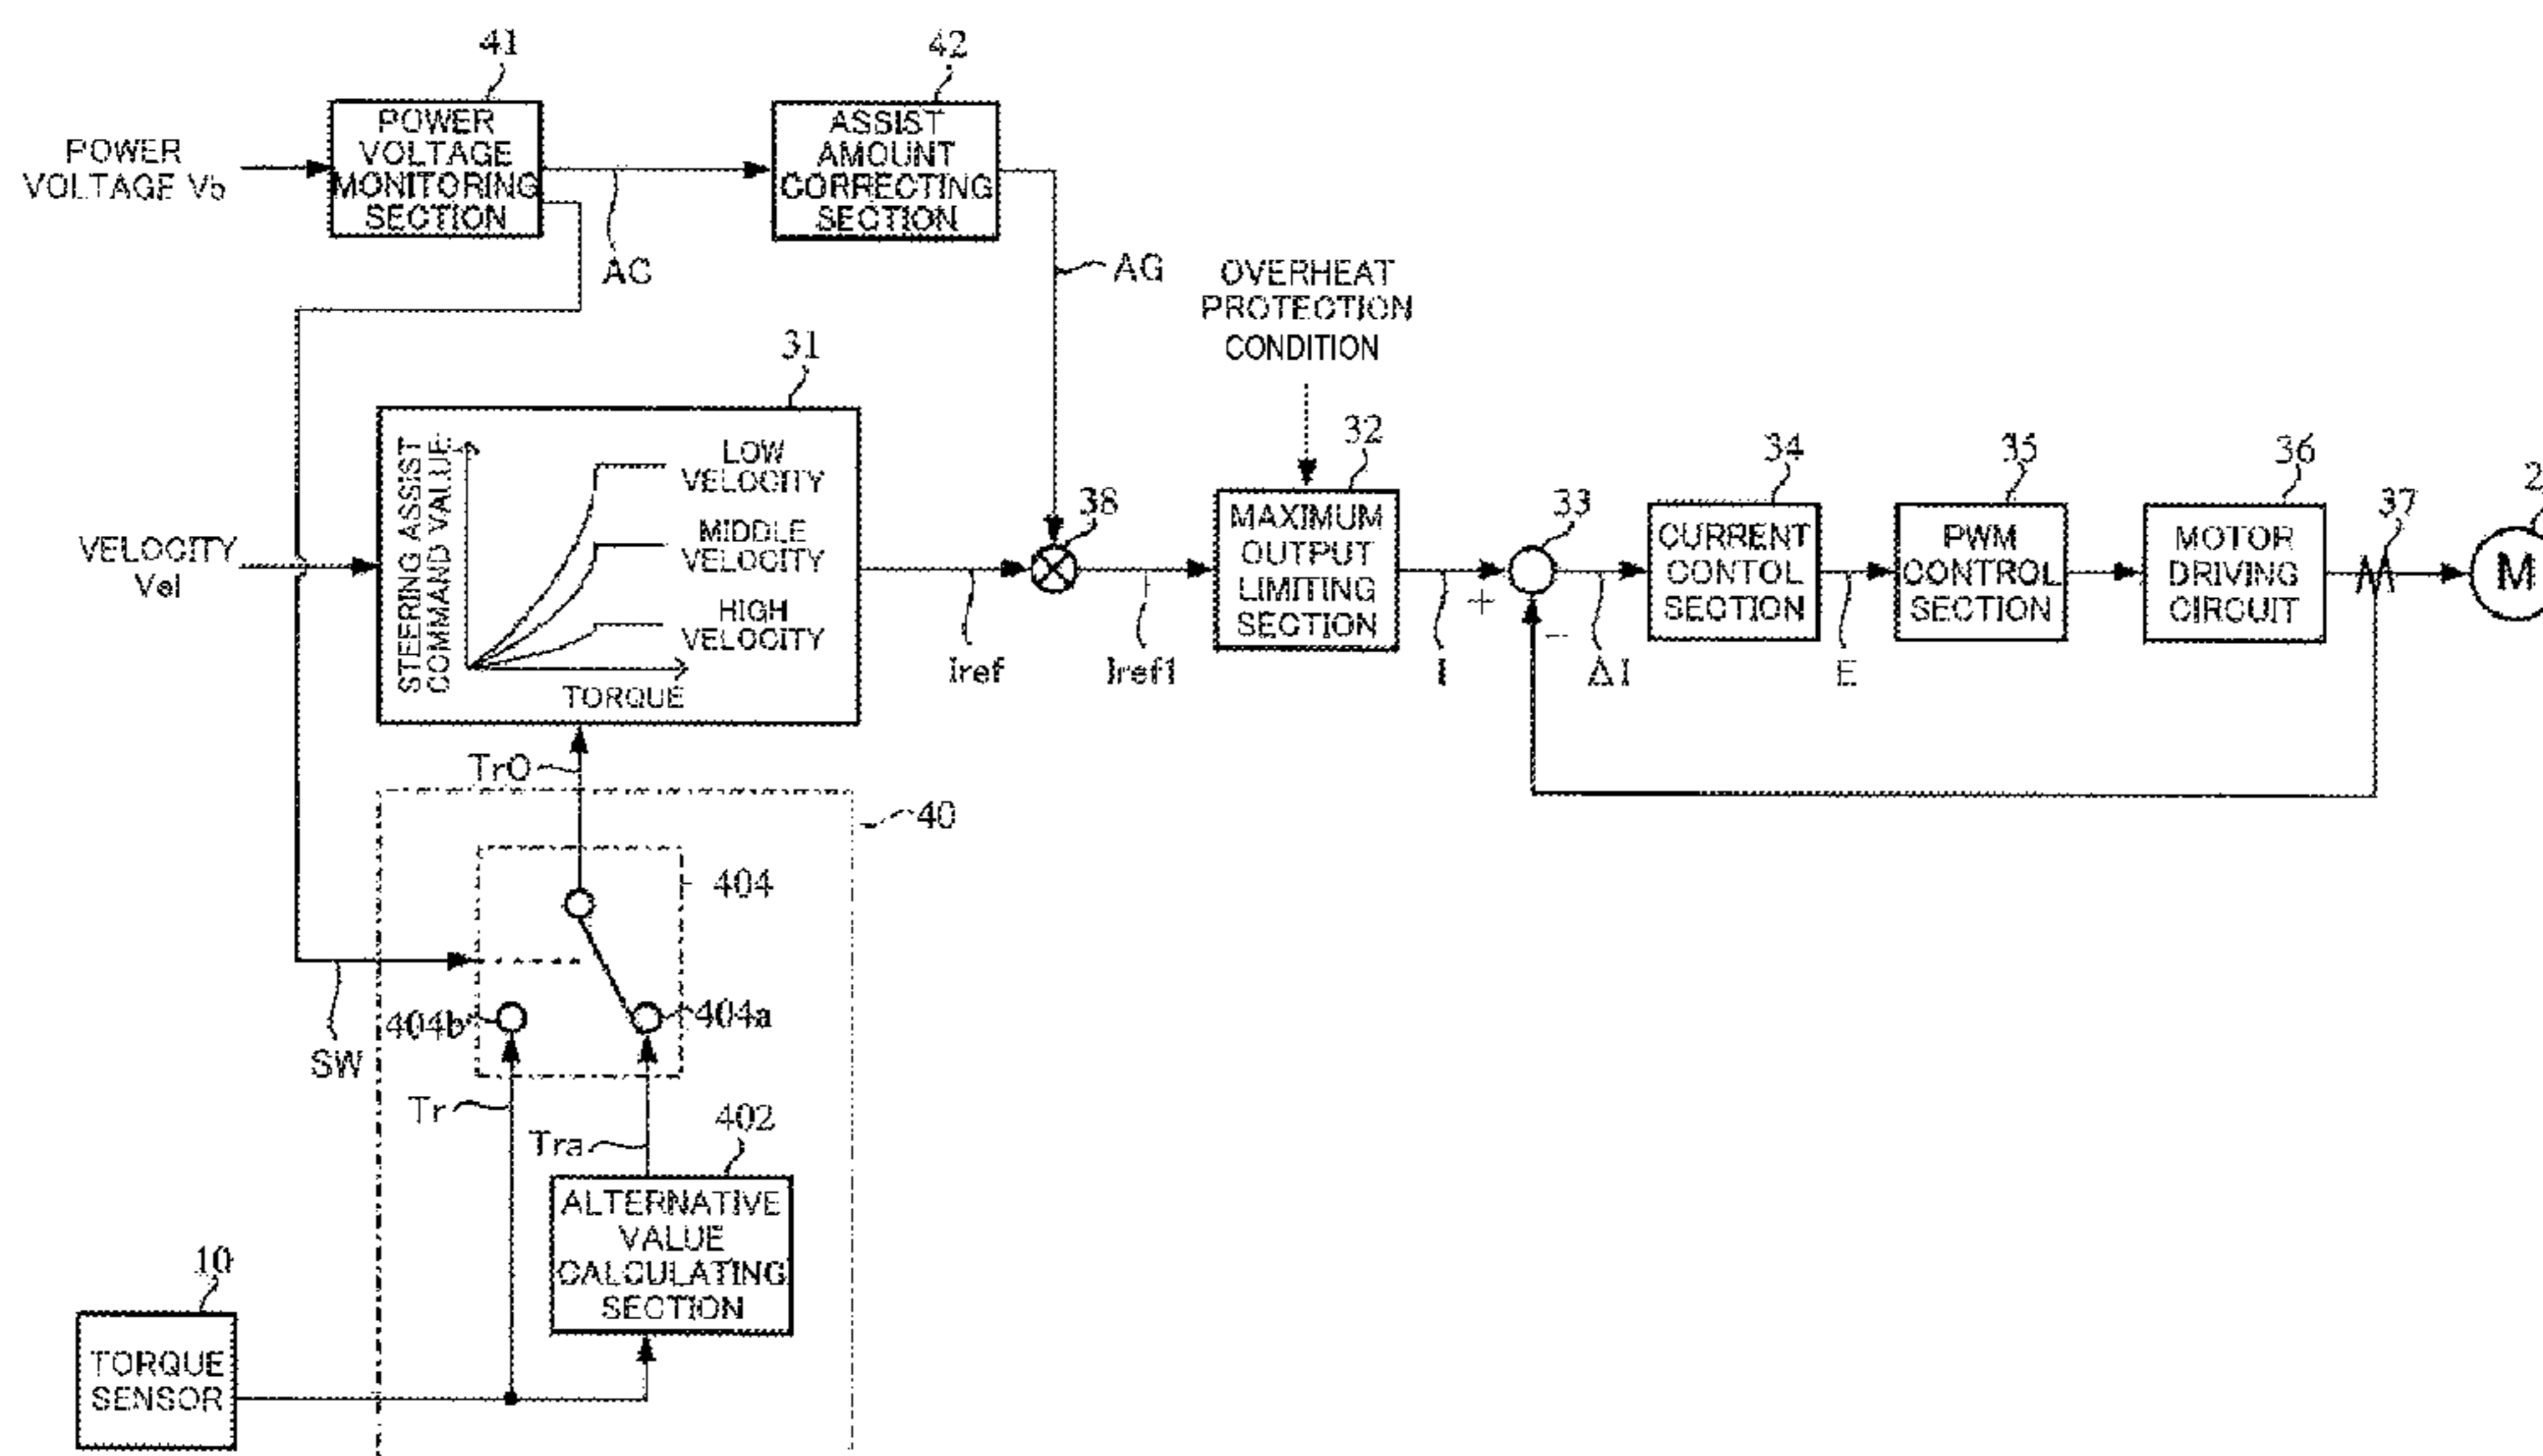 41
42
POWER
VOLTAGE Vb
POWER
VOLTAGE
MONITORING
SECTION
ASSIST
AMOUNT
CORRECTING
SECTION
AC
AG
OVERHEAT
PROTECTION
CONDITION
31
STEERING ASSIST
COMMAND VALUE
LOW
VELOCITY
MIDDLE
VELOCITY
HIGH
VELOCITY
TORQUE
VELOCITY
Vel
38
Iref
Iref1
32
MAXIMUM
OUTPUT
LIMITING
SECTION
I
33
+
-
ΔI
34
CURRENT
CONTOL
SECTION
E
35
PWM
CONTROL
SECTION
36
MOTOR
DRIVING
CIRCUIT
37
M
Tr0
40
404
404b
404a
SW
Tr
Tra
402
ALTERNATIVE
VALUE
CALCULATING
SECTION
10
TORQUE
SENSOR